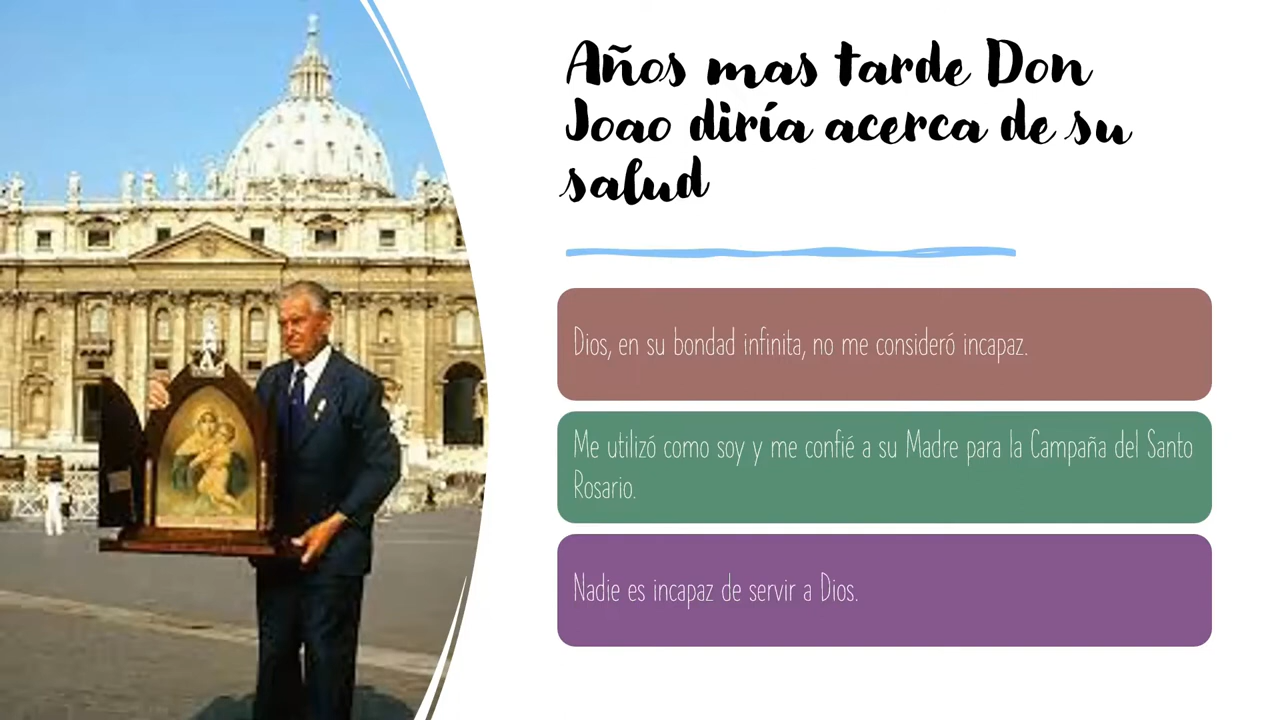 Años mas tarde Don
Joao diría acerca de su
salud
Dios, en su bondad infinita, no me consideró incapaz.
Me utilizó como soy y me confié a su Madre para la Campaña del Santo
Rosario.
Nadie es incapaz de servir a Dios.